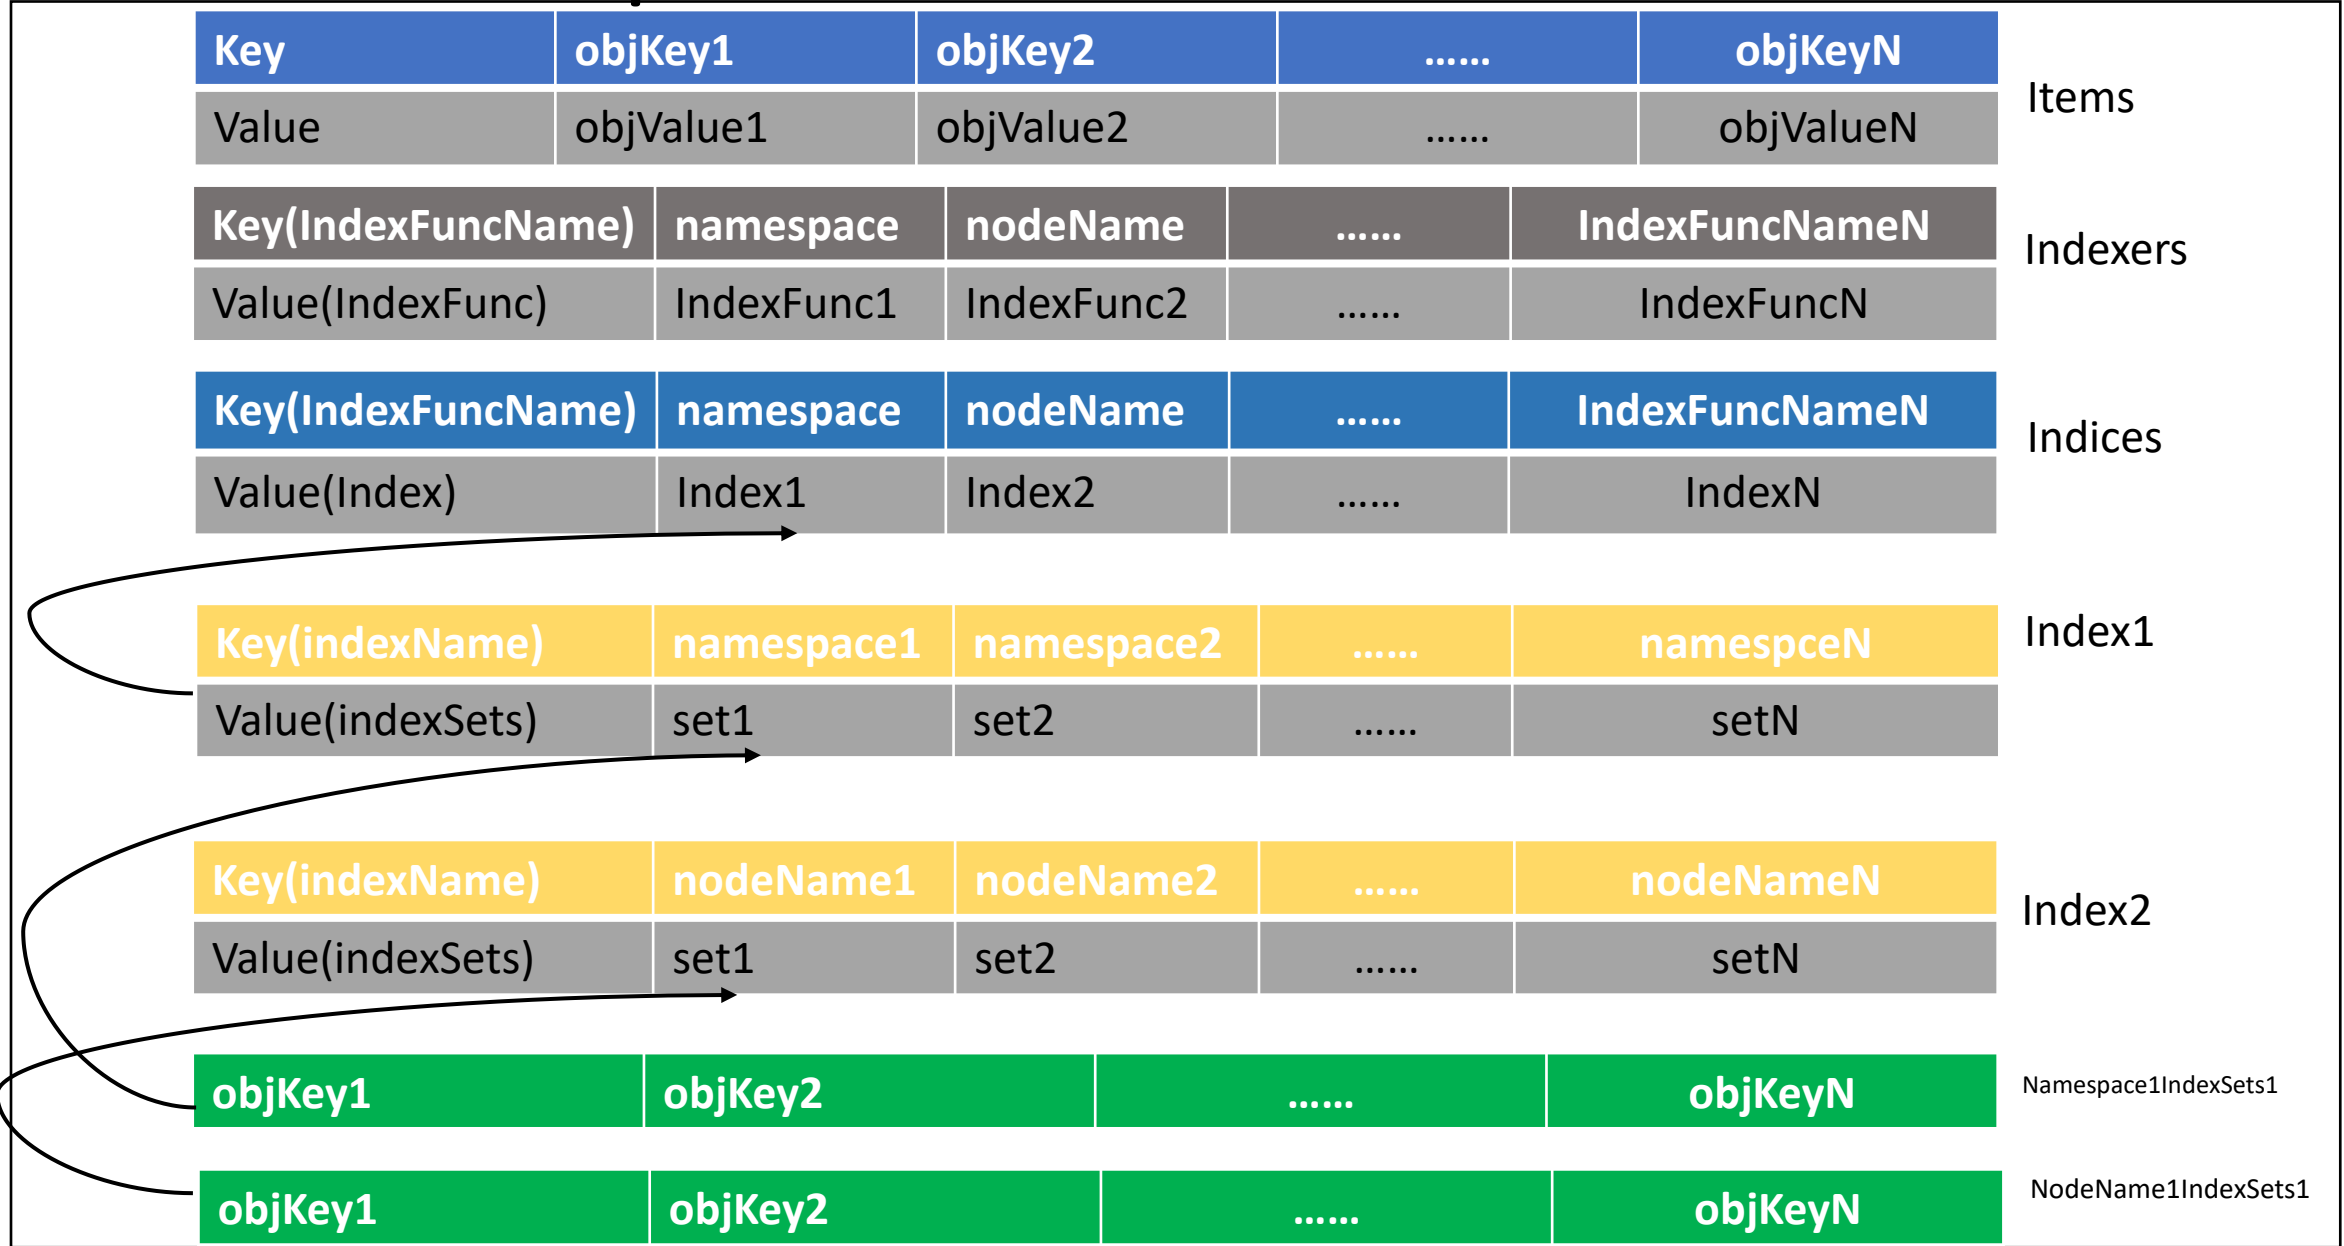 Key objKey1 objKey2 ...... objKeyN
Items
Value objValue1 objValue2 ...... objValueN
Key(IndexFuncName) namespace nodeName ...... IndexFuncNameN
Indexers
Value(IndexFunc) IndexFunc1 IndexFunc2 ...... IndexFuncN
Key(IndexFuncName) namespace nodeName ...... IndexFuncNameN
Indices
Value(Index) Index1 Index2 ...... IndexN
Key(indexName) namespace1 namespace2 ...... namespceN
Index1
Value(indexSets) set1 set2 ...... setN
Key(indexName) nodeName1 nodeName2 ...... nodeNameN
Index2
Value(indexSets) set1 set2 ...... setN
objKey1 objKey2 ...... objKeyN
Namespace1IndexSets1
objKey1 objKey2 ...... objKeyN
NodeName1IndexSets1